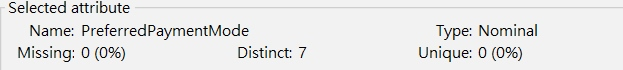 Selected attribute
Name: PreferredPaymentMode Type: Nominal
Missing: 0 (0%) Distinct: 7 Unique: 0 (0%)